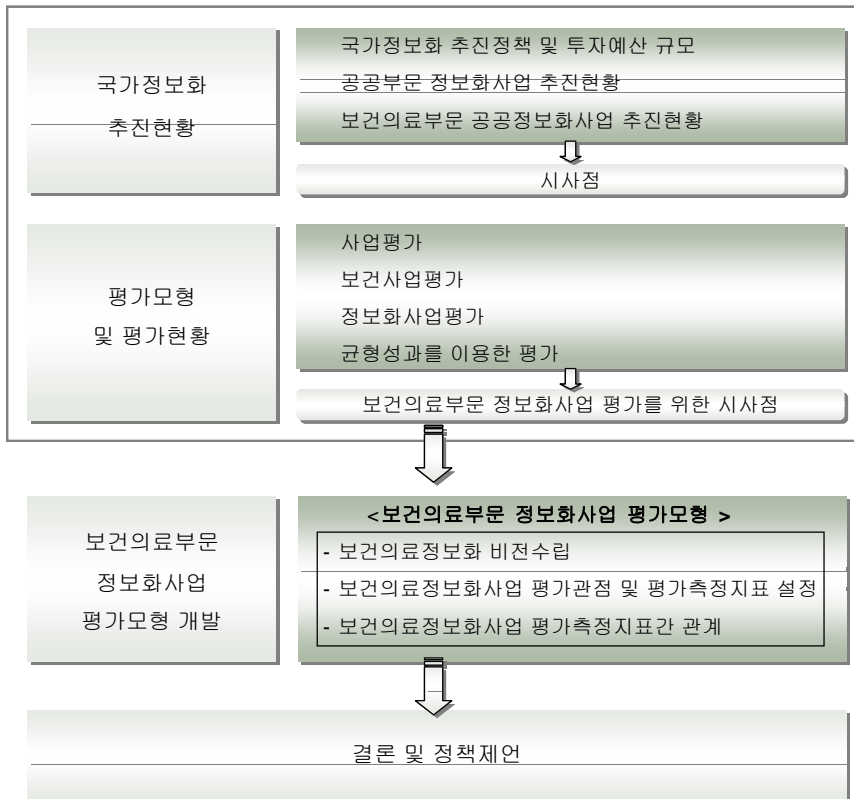 국가정보화
추진현황
국가정보화 추진정책 및 투자예산 규모
공공부문 정보화사업 추진현황
보건의료부문 공공정보화사업 추진현황
시사점
평가모형
및 평가현황
사업평가
보건사업평가
정보화사업평가
균형성과를 이용한 평가
보건의료부문 정보화사업 평가를 위한 시사점
보건의료부문
정보화사업
평가모형 개발
<보건의료부문 정보화사업 평가모형 >
- 보건의료정보화 비전수립
- 보건의료정보화사업 평가관점 및 평가측정지표 설정
- 보건의료정보화사업 평가측정지표간 관계
결론 및 정책제언